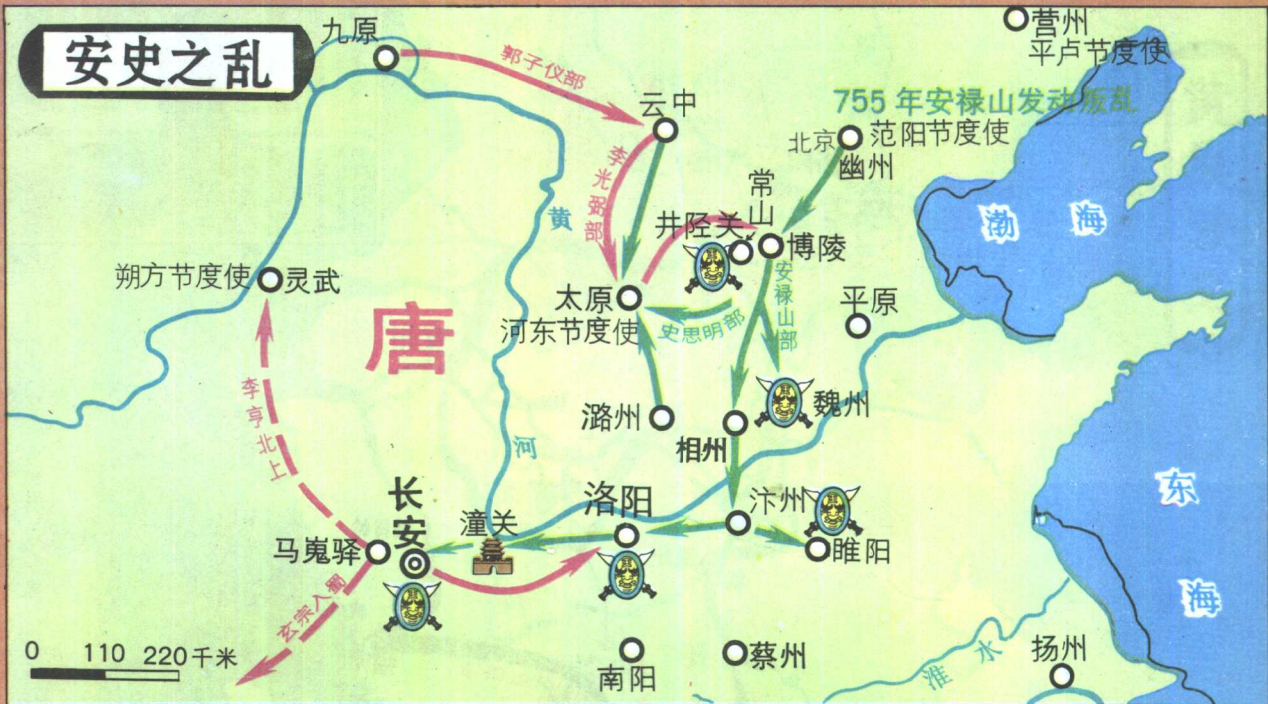 安史之乱
九原
营州
平卢节度使
郭子仪部
755年安禄山发动叛乱
云中
北京
范阳节度使
幽州
李光弼部
常山
井陉关
博陵
黄
渤海
朔方节度使
灵武
唐
太原
河东节度使
史思明部
安禄山部
平原
李亨北上
潞州
相州
魏州
河
东海
长安
潼关
洛阳
汴州
睢阳
马嵬驿
玄宗入蜀
0 110 220千米
南阳
蔡州
淮水
扬州